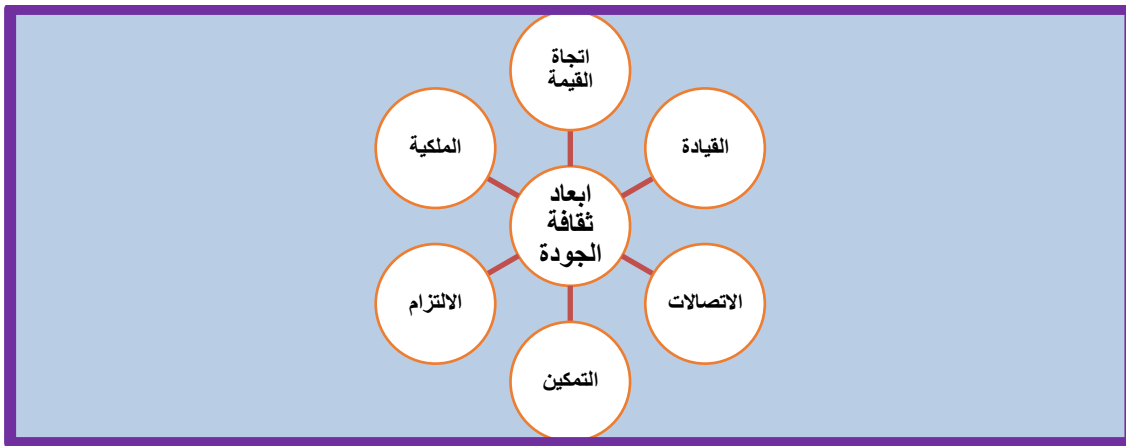 اتجاة
القيمة
القيادة
الاتصالات
التمكين
الالتزام
الملكية
ابعاد
ثقافة
الجودة